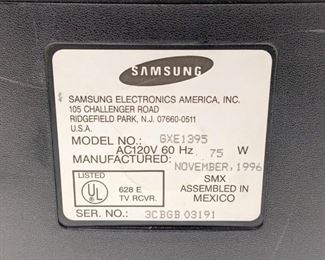 SAMSUNG
SAMSUNG ELECTRONICS AMERICA, INC.
105 CHALLENGER ROAD
RIDGEFIELD PARK, N.J. 07660-0511
U.S.A.
MODEL NO.: GXE1395
AC120V 60 Hz 75 W
MANUFACTURED: NOVEMBER, 1996
LISTED
UL
628 E
TV RCVR.
SMX
ASSEMBLED IN
MEXICO
SER. NO.: 3CBGB 03191